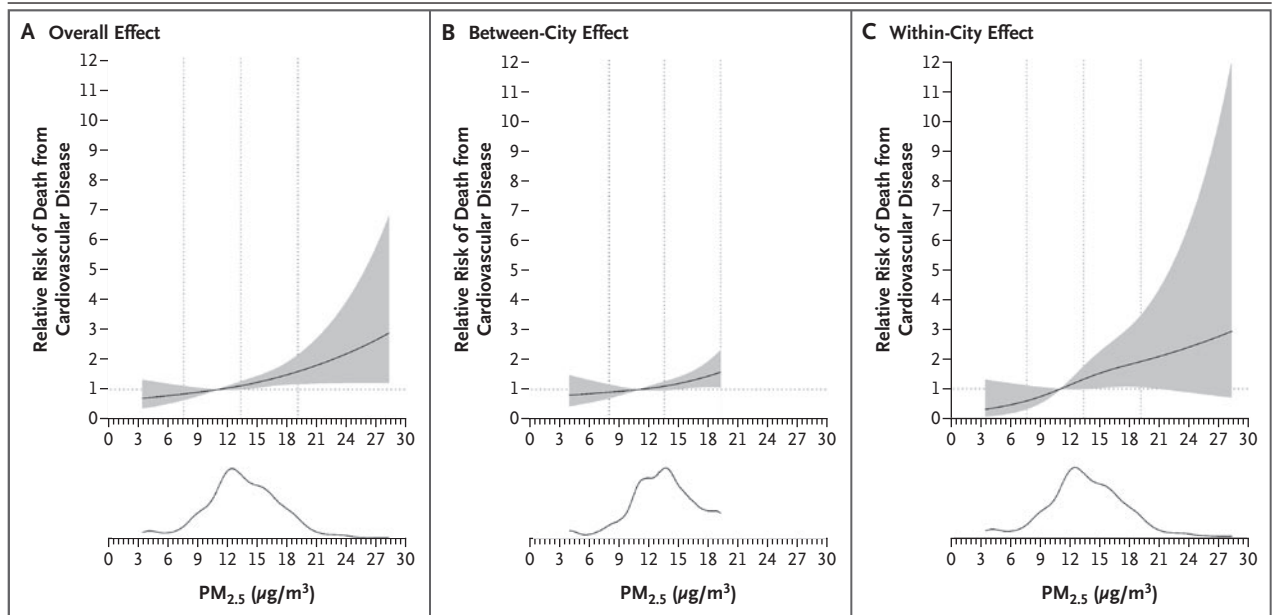 A Overall Effect
Relative Risk of Death from
Cardiovascular Disease
12
11
10
9
8
7
6
5
4
3
2
1
0
0 3 6 9 12 15 18 21 24 27 30
0 3 6 9 12 15 18 21 24 27 30
PM2.5 (μg/m3)
B Between-City Effect
Relative Risk of Death from
Cardiovascular Disease
12
11
10
9
8
7
6
5
4
3
2
1
0
0 3 6 9 12 15 18 21 24 27 30
0 3 6 9 12 15 18 21 24 27 30
PM2.5 (μg/m3)
C Within-City Effect
Relative Risk of Death from
Cardiovascular Disease
12
11
10
9
8
7
6
5
4
3
2
1
0
0 3 6 9 12 15 18 21 24 27 30
0 3 6 9 12 15 18 21 24 27 30
PM2.5 (μg/m3)